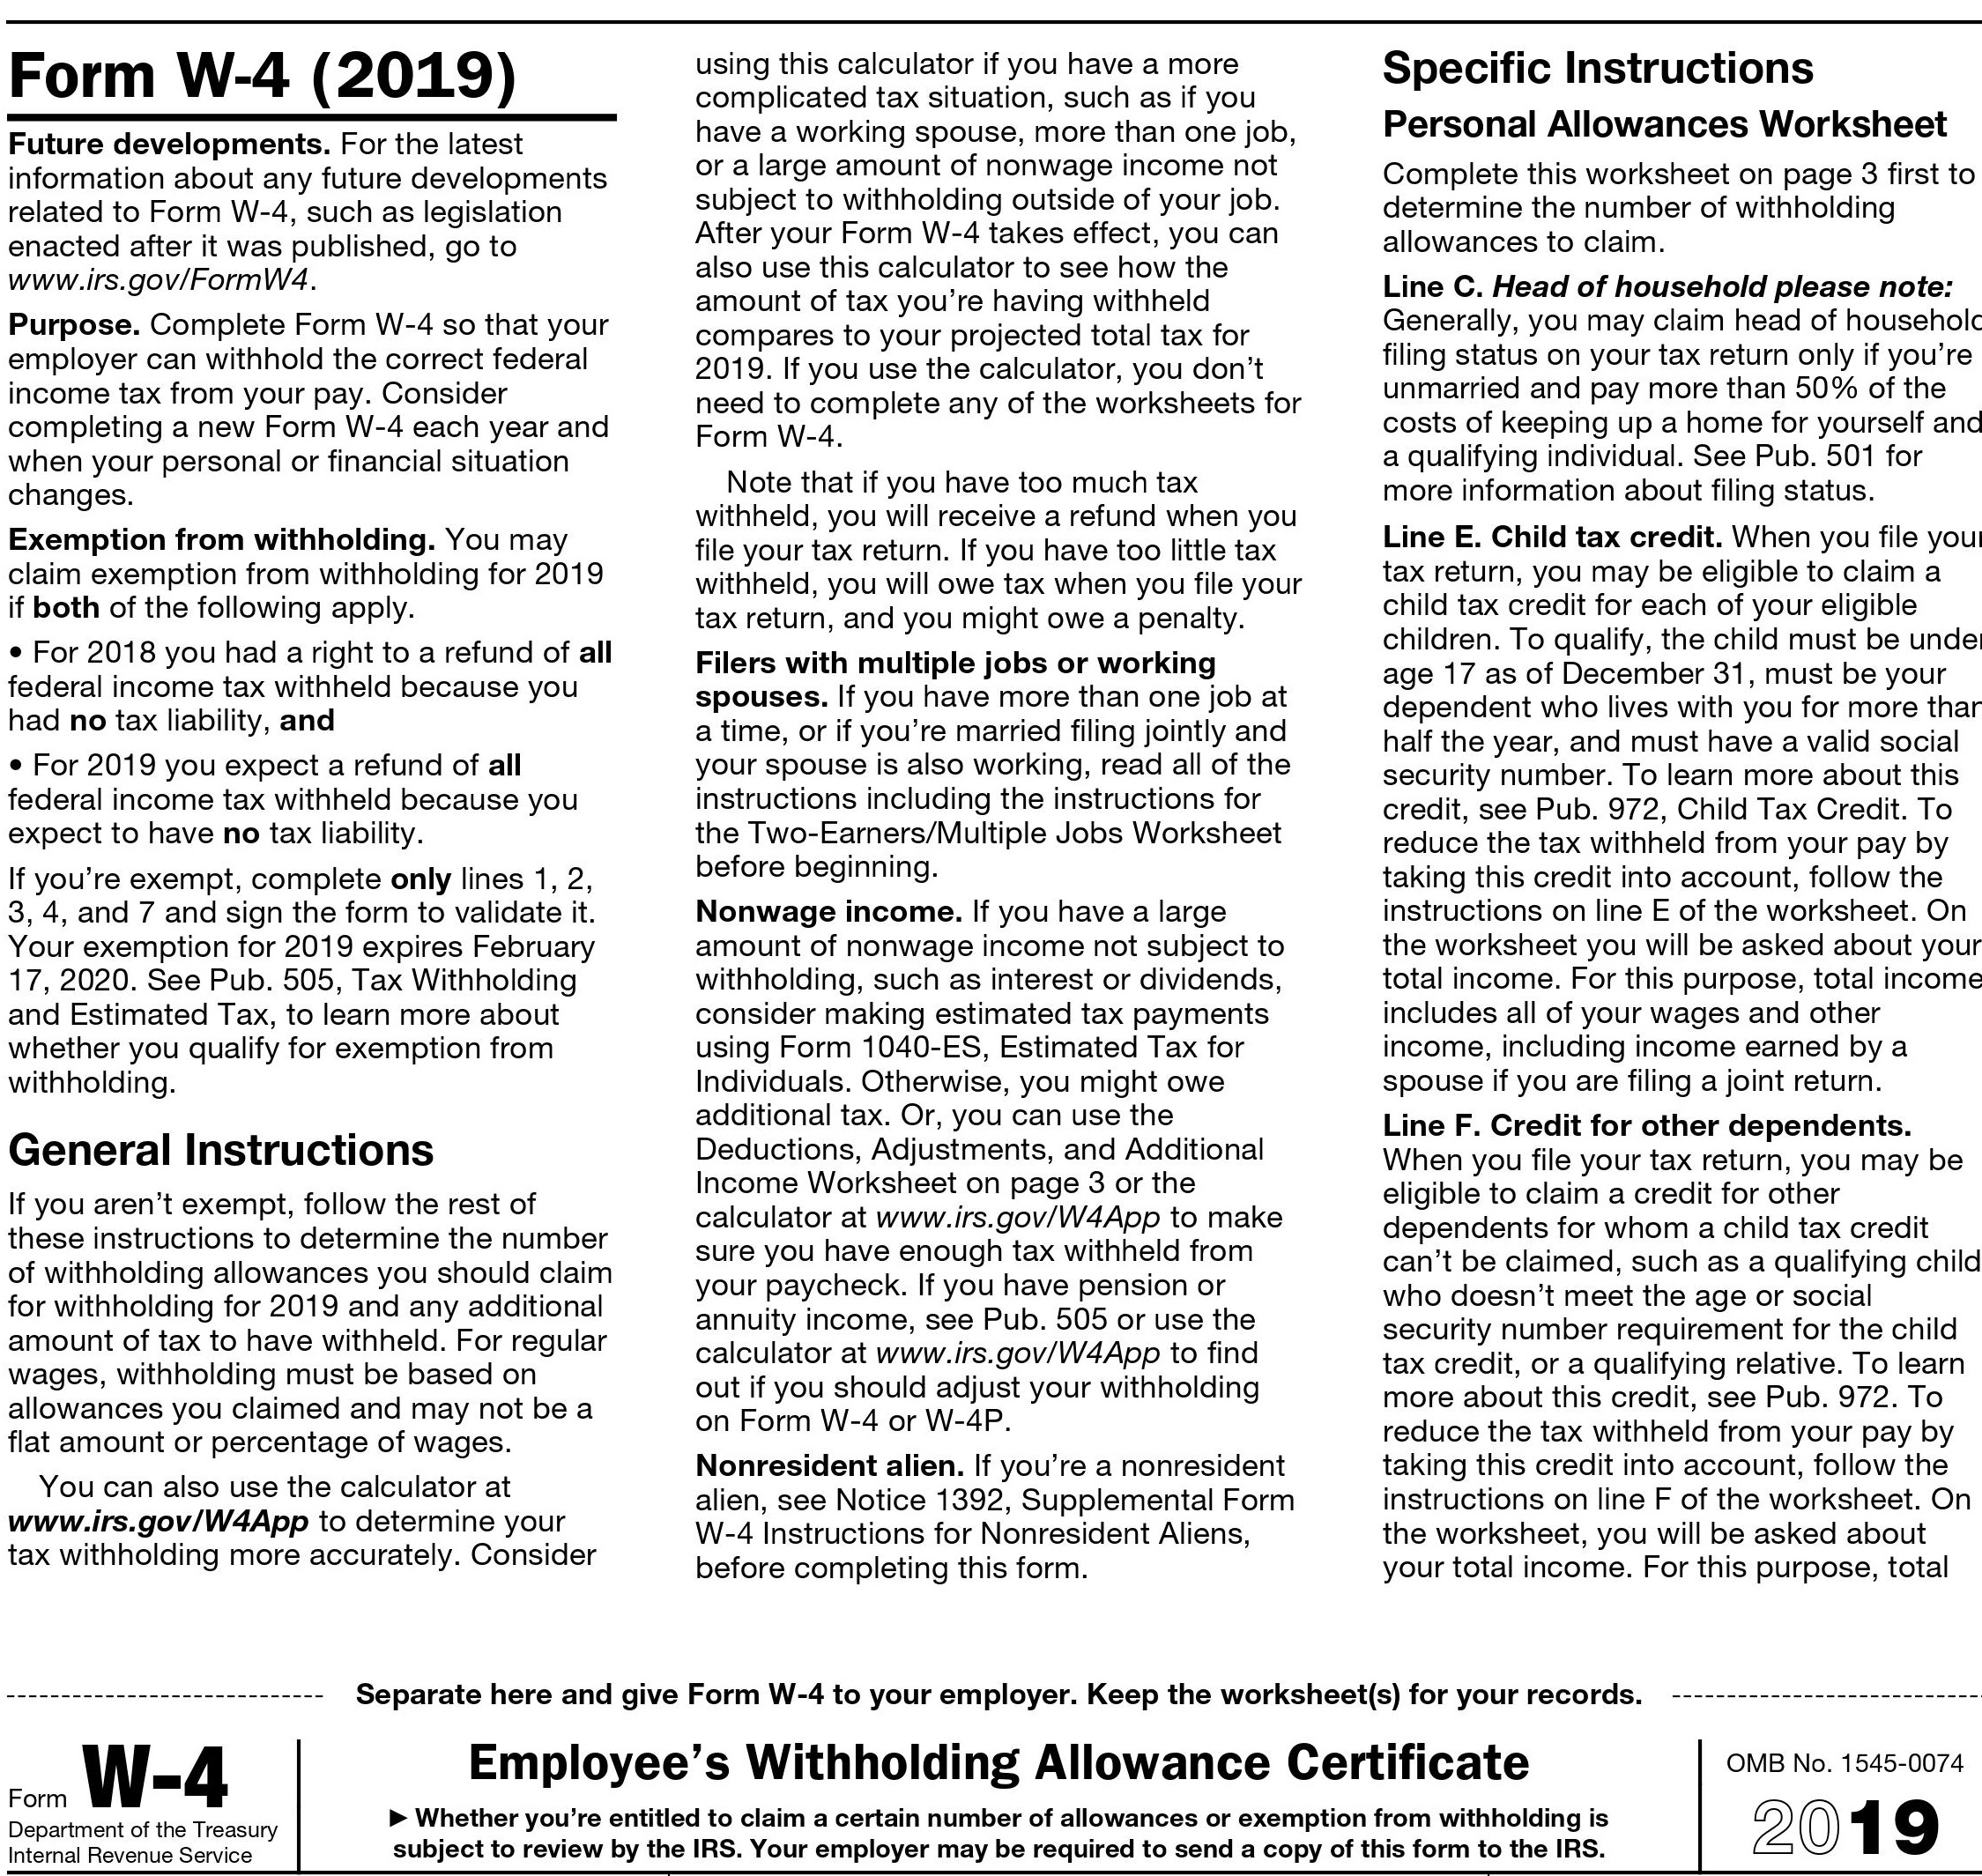 Form W-4 (2019)
Future developments. For the latest
information about any future developments
related to Form W-4, such as legislation
enacted after it was published, go to
www.irs.gov/FormW4.
Purpose. Complete Form W-4 so that your
employer can withhold the correct federal
income tax from your pay. Consider
completing a new Form W-4 each year and
when your personal or financial situation
changes.
Exemption from withholding. You may
claim exemption from withholding for 2019
if both of the following apply.
• For 2018 you had a right to a refund of all
federal income tax withheld because you
had no tax liability, and
• For 2019 you expect a refund of all
federal income tax withheld because you
expect to have no tax liability.
If you’re exempt, complete only lines 1, 2,
3, 4, and 7 and sign the form to validate it.
Your exemption for 2019 expires February
17, 2020. See Pub. 505, Tax Withholding
and Estimated Tax, to learn more about
whether you qualify for exemption from
withholding.
General Instructions
If you aren’t exempt, follow the rest of
these instructions to determine the number
of withholding allowances you should claim
for withholding for 2019 and any additional
amount of tax to have withheld. For regular
wages, withholding must be based on
allowances you claimed and may not be a
flat amount or percentage of wages.
You can also use the calculator at
www.irs.gov/W4App to determine your
tax withholding more accurately. Consider
using this calculator if you have a more
complicated tax situation, such as if you
have a working spouse, more than one job,
or a large amount of nonwage income not
subject to withholding outside of your job.
After your Form W-4 takes effect, you can
also use this calculator to see how the
amount of tax you’re having withheld
compares to your projected total tax for
2019. If you use the calculator, you don’t
need to complete any of the worksheets for
Form W-4.
Note that if you have too much tax
withheld, you will receive a refund when you
file your tax return. If you have too little tax
withheld, you will owe tax when you file your
tax return, and you might owe a penalty.
Filers with multiple jobs or working
spouses. If you have more than one job at
a time, or if you’re married filing jointly and
your spouse is also working, read all of the
instructions including the instructions for
the Two-Earners/Multiple Jobs Worksheet
before beginning.
Nonwage income. If you have a large
amount of nonwage income not subject to
withholding, such as interest or dividends,
consider making estimated tax payments
using Form 1040-ES, Estimated Tax for
Individuals. Otherwise, you might owe
additional tax. Or, you can use the
Deductions, Adjustments, and Additional
Income Worksheet on page 3 or the
calculator at www.irs.gov/W4App to make
sure you have enough tax withheld from
your paycheck. If you have pension or
annuity income, see Pub. 505 or use the
calculator at www.irs.gov/W4App to find
out if you should adjust your withholding
on Form W-4 or W-4P.
Nonresident alien. If you’re a nonresident
alien, see Notice 1392, Supplemental Form
W-4 Instructions for Nonresident Aliens,
before completing this form.
Specific Instructions
Personal Allowances Worksheet
Complete this worksheet on page 3 first to
determine the number of withholding
allowances to claim.
Line C. Head of household please note:
Generally, you may claim head of household
filing status on your tax return only if you’re
unmarried and pay more than 50% of the
costs of keeping up a home for yourself and
a qualifying individual. See Pub. 501 for
more information about filing status.
Line E. Child tax credit. When you file your
tax return, you may be eligible to claim a
child tax credit for each of your eligible
children. To qualify, the child must be under
age 17 as of December 31, must be your
dependent who lives with you for more than
half the year, and must have a valid social
security number. To learn more about this
credit, see Pub. 972, Child Tax Credit. To
reduce the tax withheld from your pay by
taking this credit into account, follow the
instructions on line E of the worksheet. On
the worksheet you will be asked about your
total income. For this purpose, total income
includes all of your wages and other
income, including income earned by a
spouse if you are filing a joint return.
Line F. Credit for other dependents.
When you file your tax return, you may be
eligible to claim a credit for other
dependents for whom a child tax credit
can’t be claimed, such as a qualifying child
who doesn’t meet the age or social
security number requirement for the child
tax credit, or a qualifying relative. To learn
more about this credit, see Pub. 972. To
reduce the tax withheld from your pay by
taking this credit into account, follow the
instructions on line F of the worksheet. On
the worksheet, you will be asked about
your total income. For this purpose, total
Separate here and give Form W-4 to your employer. Keep the worksheet(s) for your records.
Form W-4
Department of the Treasury
Internal Revenue Service
Employee’s Withholding Allowance Certificate
▶ Whether you’re entitled to claim a certain number of allowances or exemption from withholding is
subject to review by the IRS. Your employer may be required to send a copy of this form to the IRS.
OMB No. 1545-0074
2019